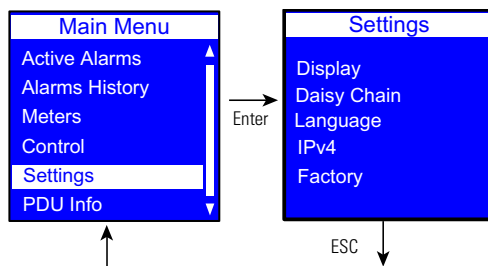 Main Menu
Active Alarms
Alarms History
Meters
Control
Settings
PDU Info
Enter
Settings
Display
Daisy Chain
Language
IPv4
Factory
ESC